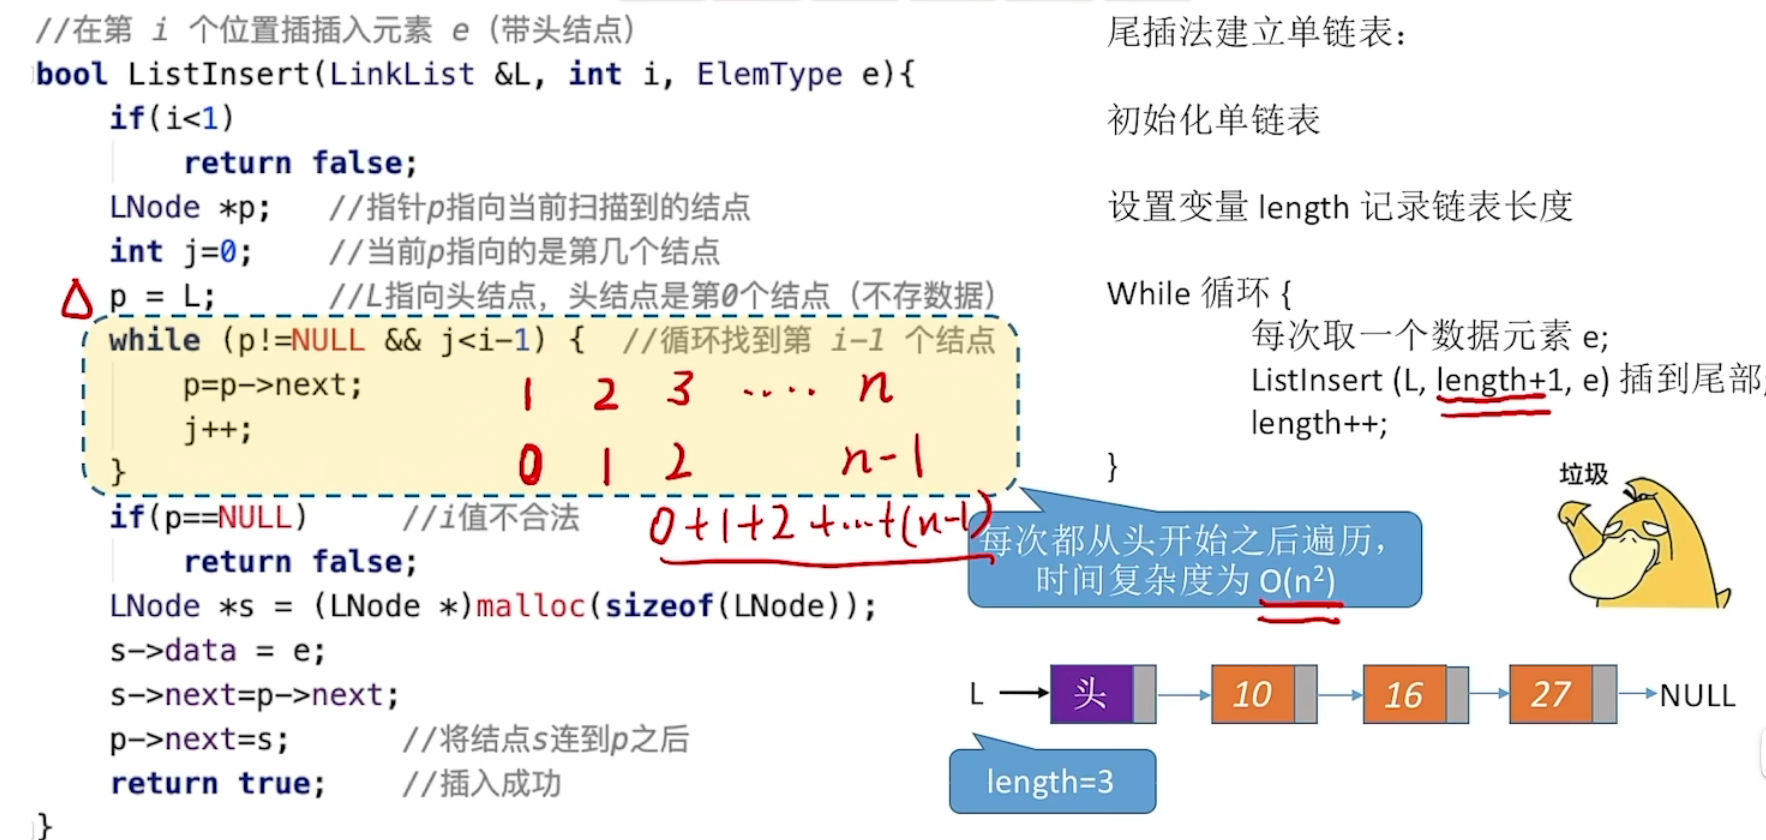 //在第 i 个位置插插入元素 e（带头结点）
bool ListInsert(LinkList &L, int i, ElemType e){
if(i<1)
return false;
LNode *p; //指针p指向当前扫描到的结点
int j=0; //当前p指向的是第几个结点
p = L; //L指向头结点，头结点是第0个结点（不存数据）
while (p!=NULL && j<i-1) { //循环找到第 i-1 个结点
p=p->next;
1 2 3 ···· n
j++;
0 1 2 n-1
}
if(p==NULL) //i值不合法
0+1+2+...+(n-1)
return false;
LNode *s = (LNode *)malloc(sizeof(LNode));
s->data = e;
s->next=p->next;
p->next=s; //将结点s连到p之后
return true; //插入成功
}
尾插法建立单链表：
初始化单链表
设置变量 length 记录链表长度
While 循环 {
每次取一个数据元素 e;
ListInsert (L, length+1, e) 插到尾部;
length++;
}
垃圾
每次都从头开始之后遍历，
时间复杂度为 O(n²)
L 头 10 16 27 NULL
length=3